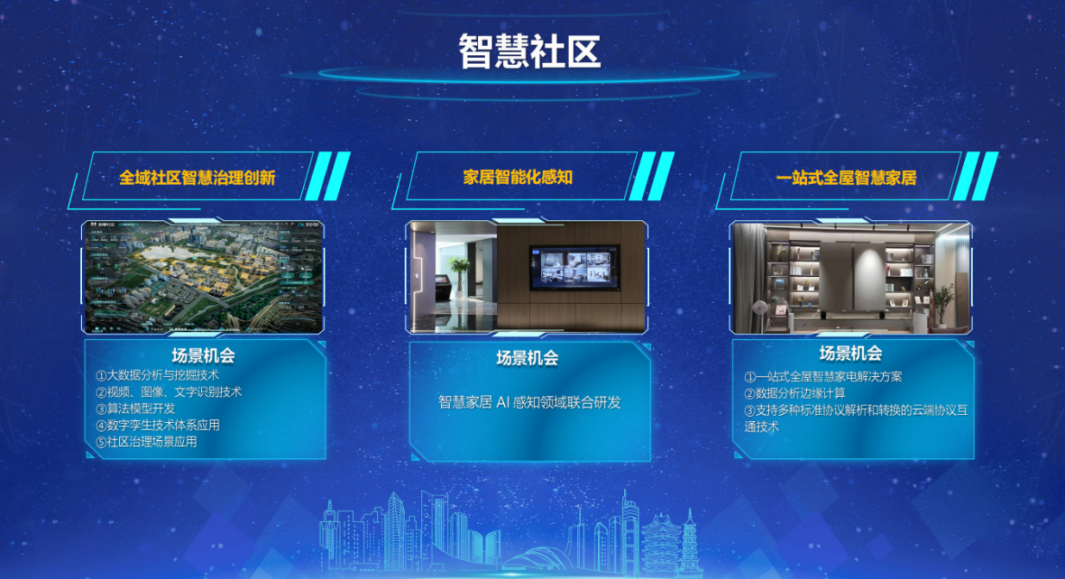 智慧社区
全域社区智慧治理创新
场景机会
①大数据分析与挖掘技术
②视频、图像、文字识别技术
③算法模型开发
④数字孪生技术体系应用
⑤社区治理场景应用
家居智能化感知
场景机会
智慧家居 AI 感知领域联合研发
一站式全屋智慧家居
场景机会
①一站式全屋智慧家电解决方案
②数据分析边缘计算
③支持多种标准协议解析和转换的云端协议互
通技术